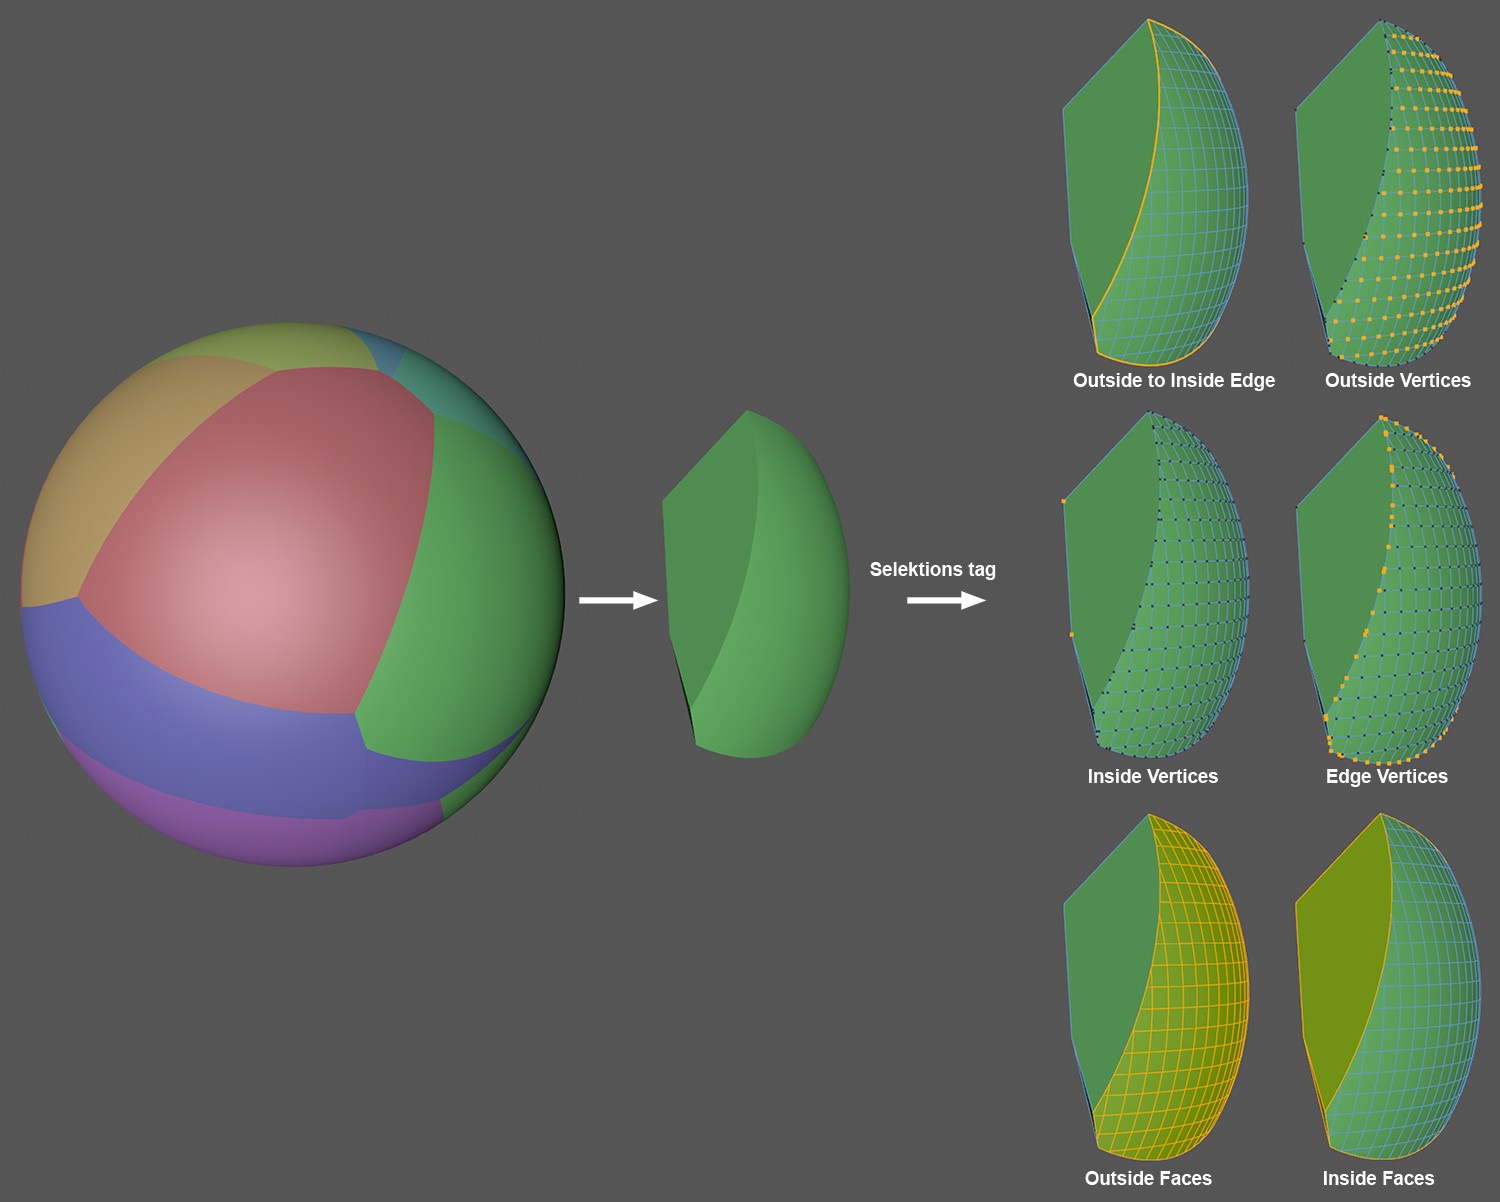 Outside to Inside Edge
Outside Vertices
Selektions tag
Inside Vertices
Edge Vertices
Outside Faces
Inside Faces